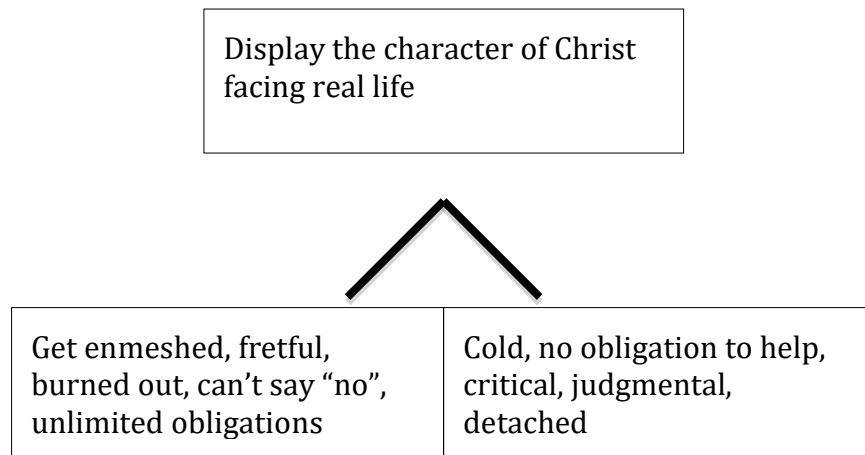 Display the character of Christ
facing real life
Get enmeshed, fretful,
burned out, can’t say “no”,
unlimited obligations
Cold, no obligation to help,
critical, judgmental,
detached